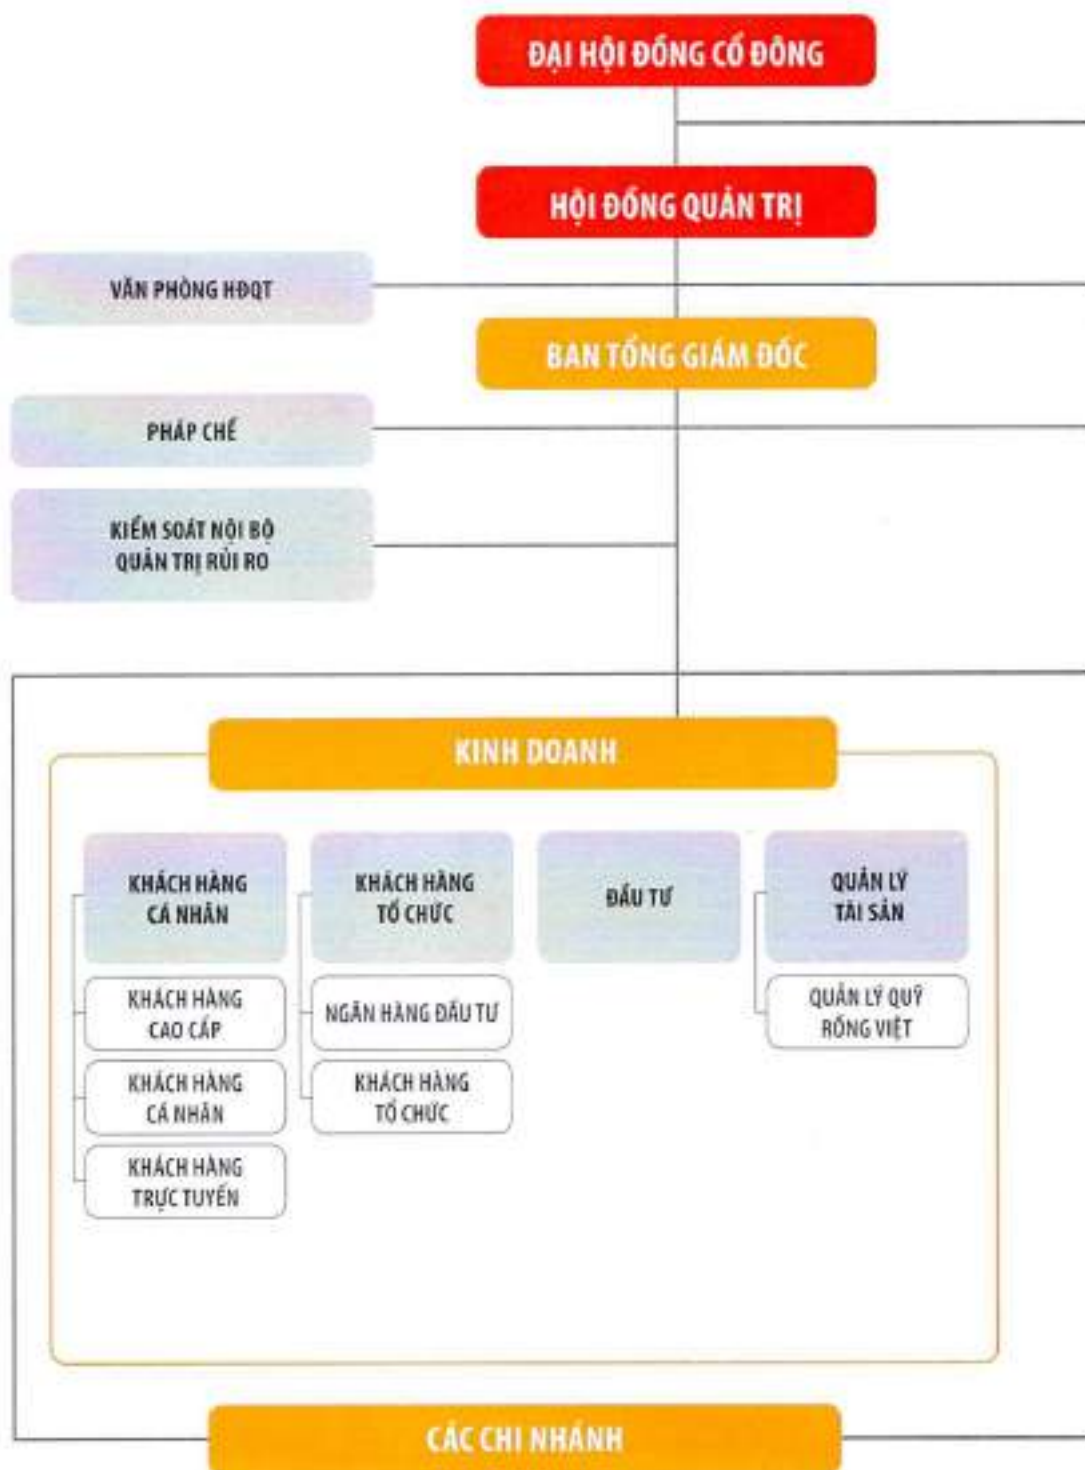 ĐẠI HỘI ĐỒNG CỔ ĐÔNG
HỘI ĐỒNG QUẢN TRỊ
VĂN PHÒNG HĐQT
BAN TỔNG GIÁM ĐỐC
PHÁP CHẾ
KIỂM SOÁT NỘI BỘ
QUẢN TRỊ RỦI RO
KINH DOANH
KHÁCH HÀNG
CÁ NHÂN
KHÁCH HÀNG
CAO CẤP
KHÁCH HÀNG
CÁ NHÂN
KHÁCH HÀNG
TRỰC TUYẾN
KHÁCH HÀNG
TỔ CHỨC
NGÂN HÀNG ĐẦU TƯ
KHÁCH HÀNG
TỔ CHỨC
ĐẦU TƯ
QUẢN LÝ
TÀI SẢN
QUẢN LÝ QUỸ
RỒNG VIỆT
CÁC CHI NHÁNH